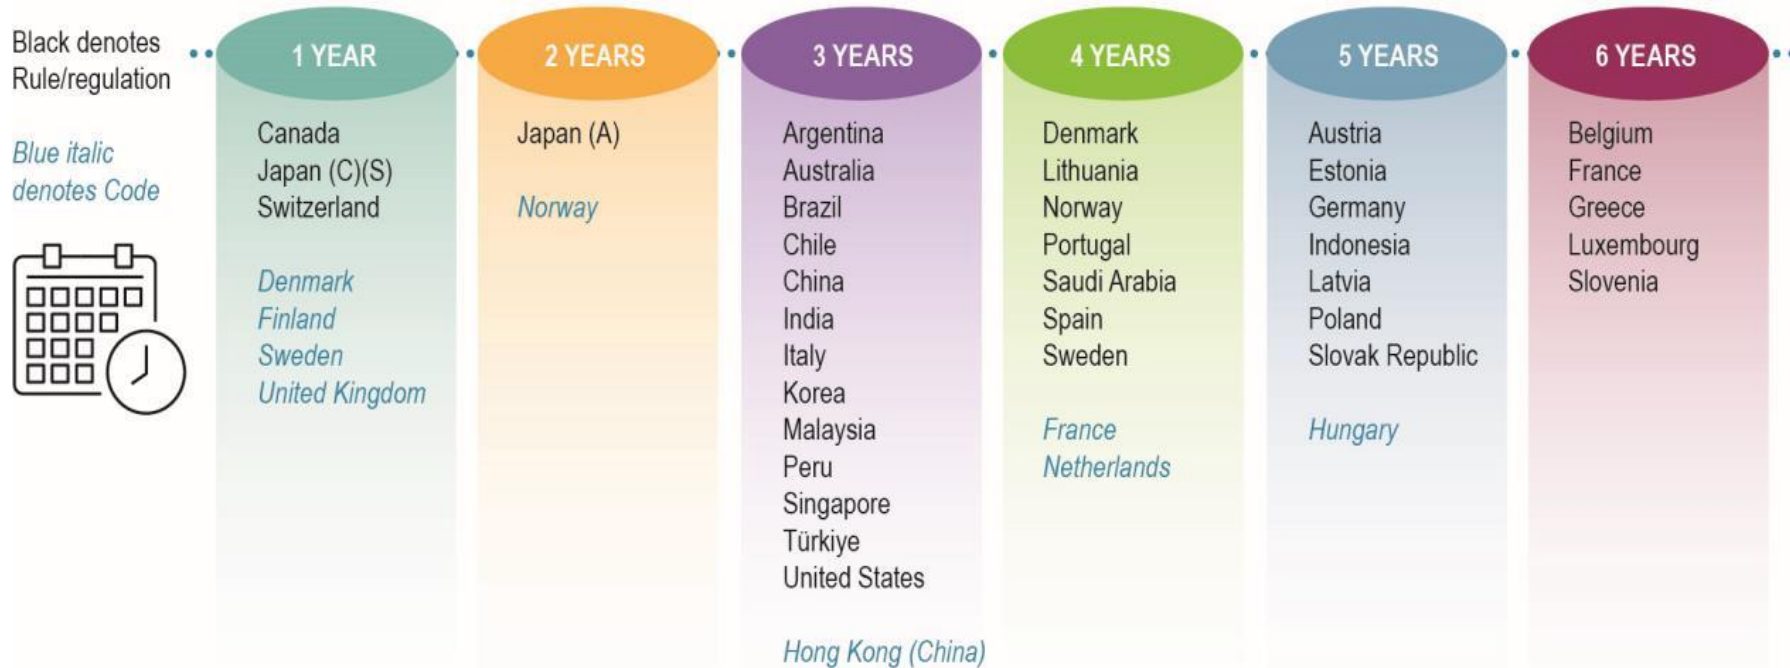 Black denotes
Rule/regulation
Blue italic
denotes Code
1 YEAR
Canada
Japan (C)(S)
Switzerland
Denmark
Finland
Sweden
United Kingdom
2 YEARS
Japan (A)
Norway
3 YEARS
Argentina
Australia
Brazil
Chile
China
India
Italy
Korea
Malaysia
Peru
Singapore
Türkiye
United States
Hong Kong (China)
4 YEARS
Denmark
Lithuania
Norway
Portugal
Saudi Arabia
Spain
Sweden
France
Netherlands
5 YEARS
Austria
Estonia
Germany
Indonesia
Latvia
Poland
Slovak Republic
Hungary
6 YEARS
Belgium
France
Greece
Luxembourg
Slovenia